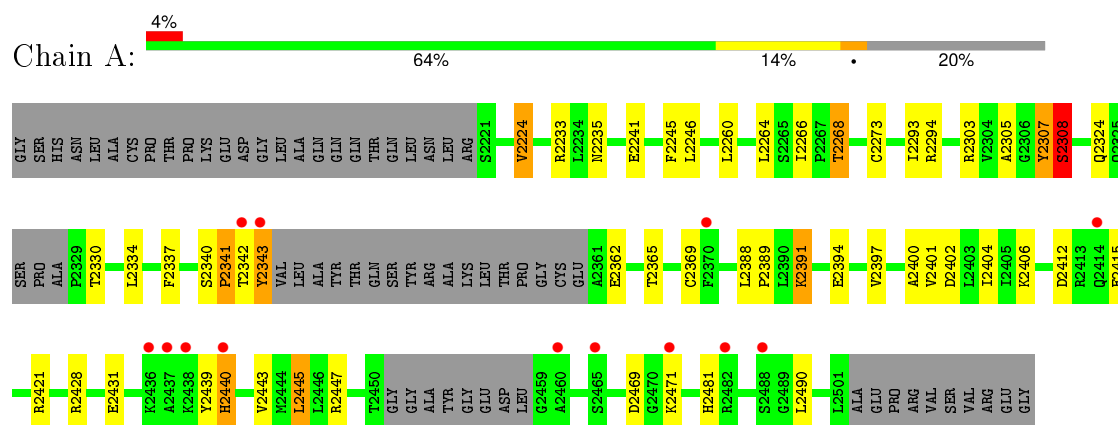 4%
Chain A:
64% 14% • 20%
GLY SER HIS ASN LEU ALA CYS PRO THR PRO LYS GLU ASP GLY LEU ALA GLN GLN GLN THR GLN LEU ASN LEU ARG S2221 V2224 R2233 L2234 N2235 E2241 F2245 L2246 L2260 L2264 S2265 I2266 P2267 T2268 C2273 I2293 R2294 R2303 V2304 A2305 G2306 Y2307 S2308 Q2324
SER PRO ALA P2329 T2330 L2334 F2337 S2340 P2341 T2342 Y2343 VAL LEU ALA TYR THR GLN SER TYR ARG ALA LYS LEU THR PRO GLY CYS GLU A2361 E2362 T2365 C2369 F2370 L2388 P2389 L2390 K2391 E2394 V2397 A2400 V2401 D2402 L2403 I2404 I2405 K2406 D2412 R2413 Q2414
R2421 R2428 E2431 K2436 A2437 K2438 Y2439 H2440 V2443 M2444 L2445 L2446 R2447 T2450 GLY GLY ALA TYR GLY GLU ASP LEU G2459 A2460 S2465 D2469 G2470 K2471 H2481 R2482 S2488 G2489 L2490 L2501 ALA GLU PRO ARG VAL SER VAL ARG GLU GLY